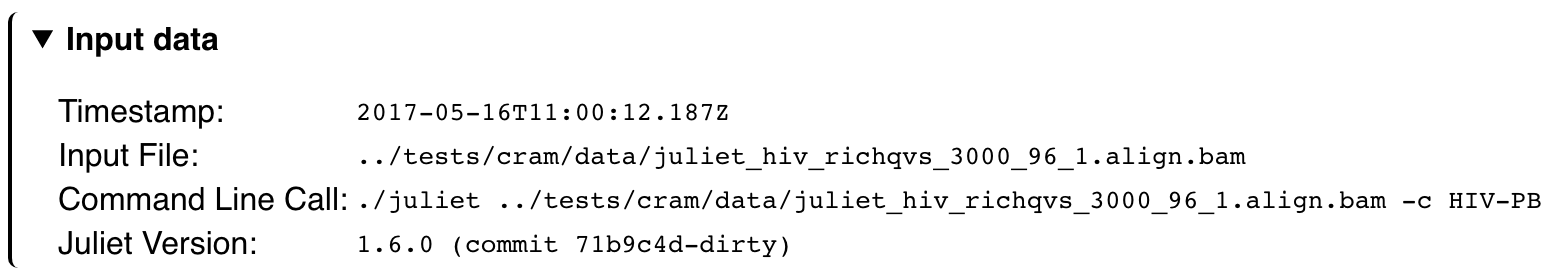 ▼ Input data
Timestamp: 2017-05-16T11:00:12.187Z
Input File: ../tests/cram/data/juliet_hiv_richqvs_3000_96_1.align.bam
Command Line Call: ./juliet ../tests/cram/data/juliet_hiv_richqvs_3000_96_1.align.bam -c HIV-PB
Juliet Version: 1.6.0 (commit 71b9c4d-dirty)